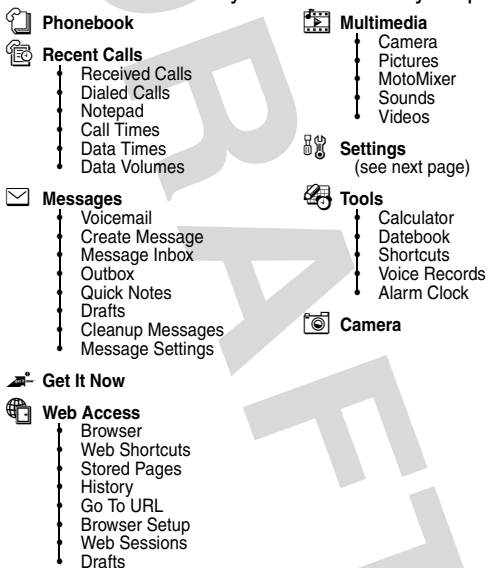 Phonebook
Recent Calls
Received Calls
Dialed Calls
Notepad
Call Times
Data Times
Data Volumes
Messages
Voicemail
Create Message
Message Inbox
Outbox
Quick Notes
Drafts
Cleanup Messages
Message Settings
Get It Now
Web Access
Browser
Web Shortcuts
Stored Pages
History
Go To URL
Browser Setup
Web Sessions
Drafts
Multimedia
Camera
Pictures
MotoMixer
Sounds
Videos
Settings
(see next page)
Tools
Calculator
Datebook
Shortcuts
Voice Records
Alarm Clock
Camera
DRAFT